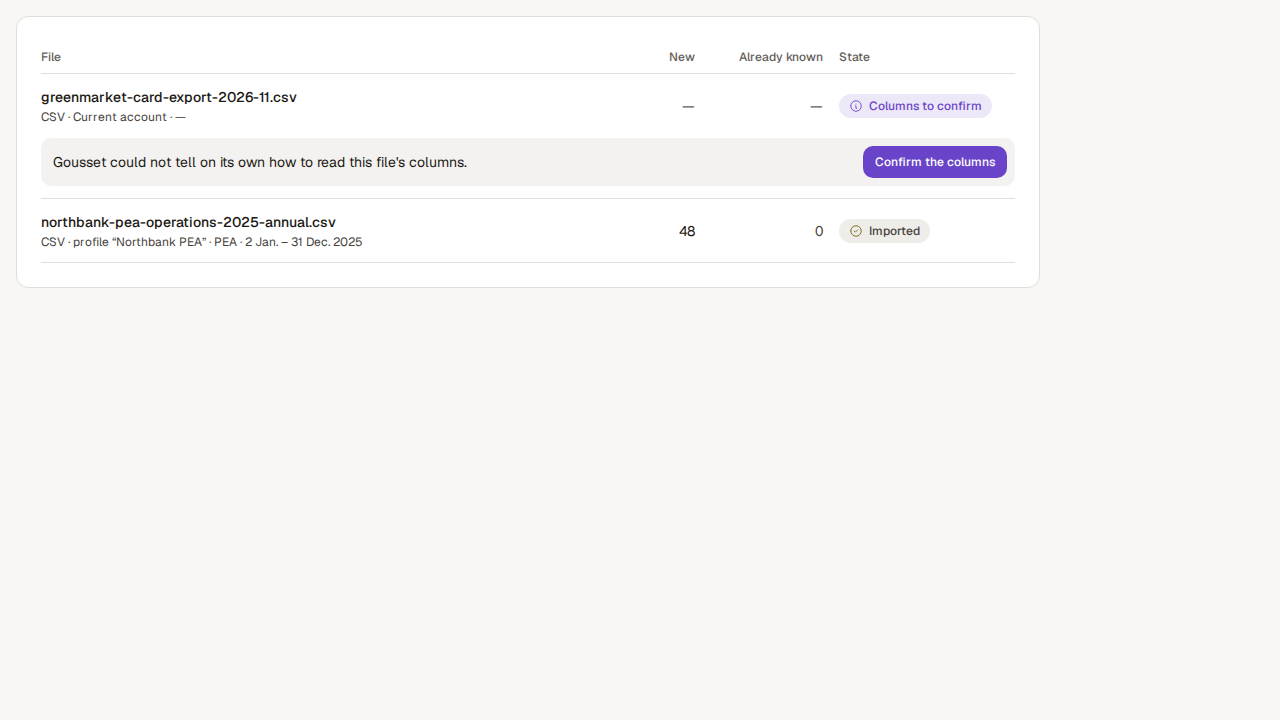 File New Already known State
greenmarket-card-export-2026-11.csv
CSV · Current account · —
— — Columns to confirm
Gousset could not tell on its own how to read this file's columns. Confirm the columns
northbank-pea-operations-2025-annual.csv
CSV · profile “Northbank PEA” · PEA · 2 Jan. – 31 Dec. 2025
48 0 Imported